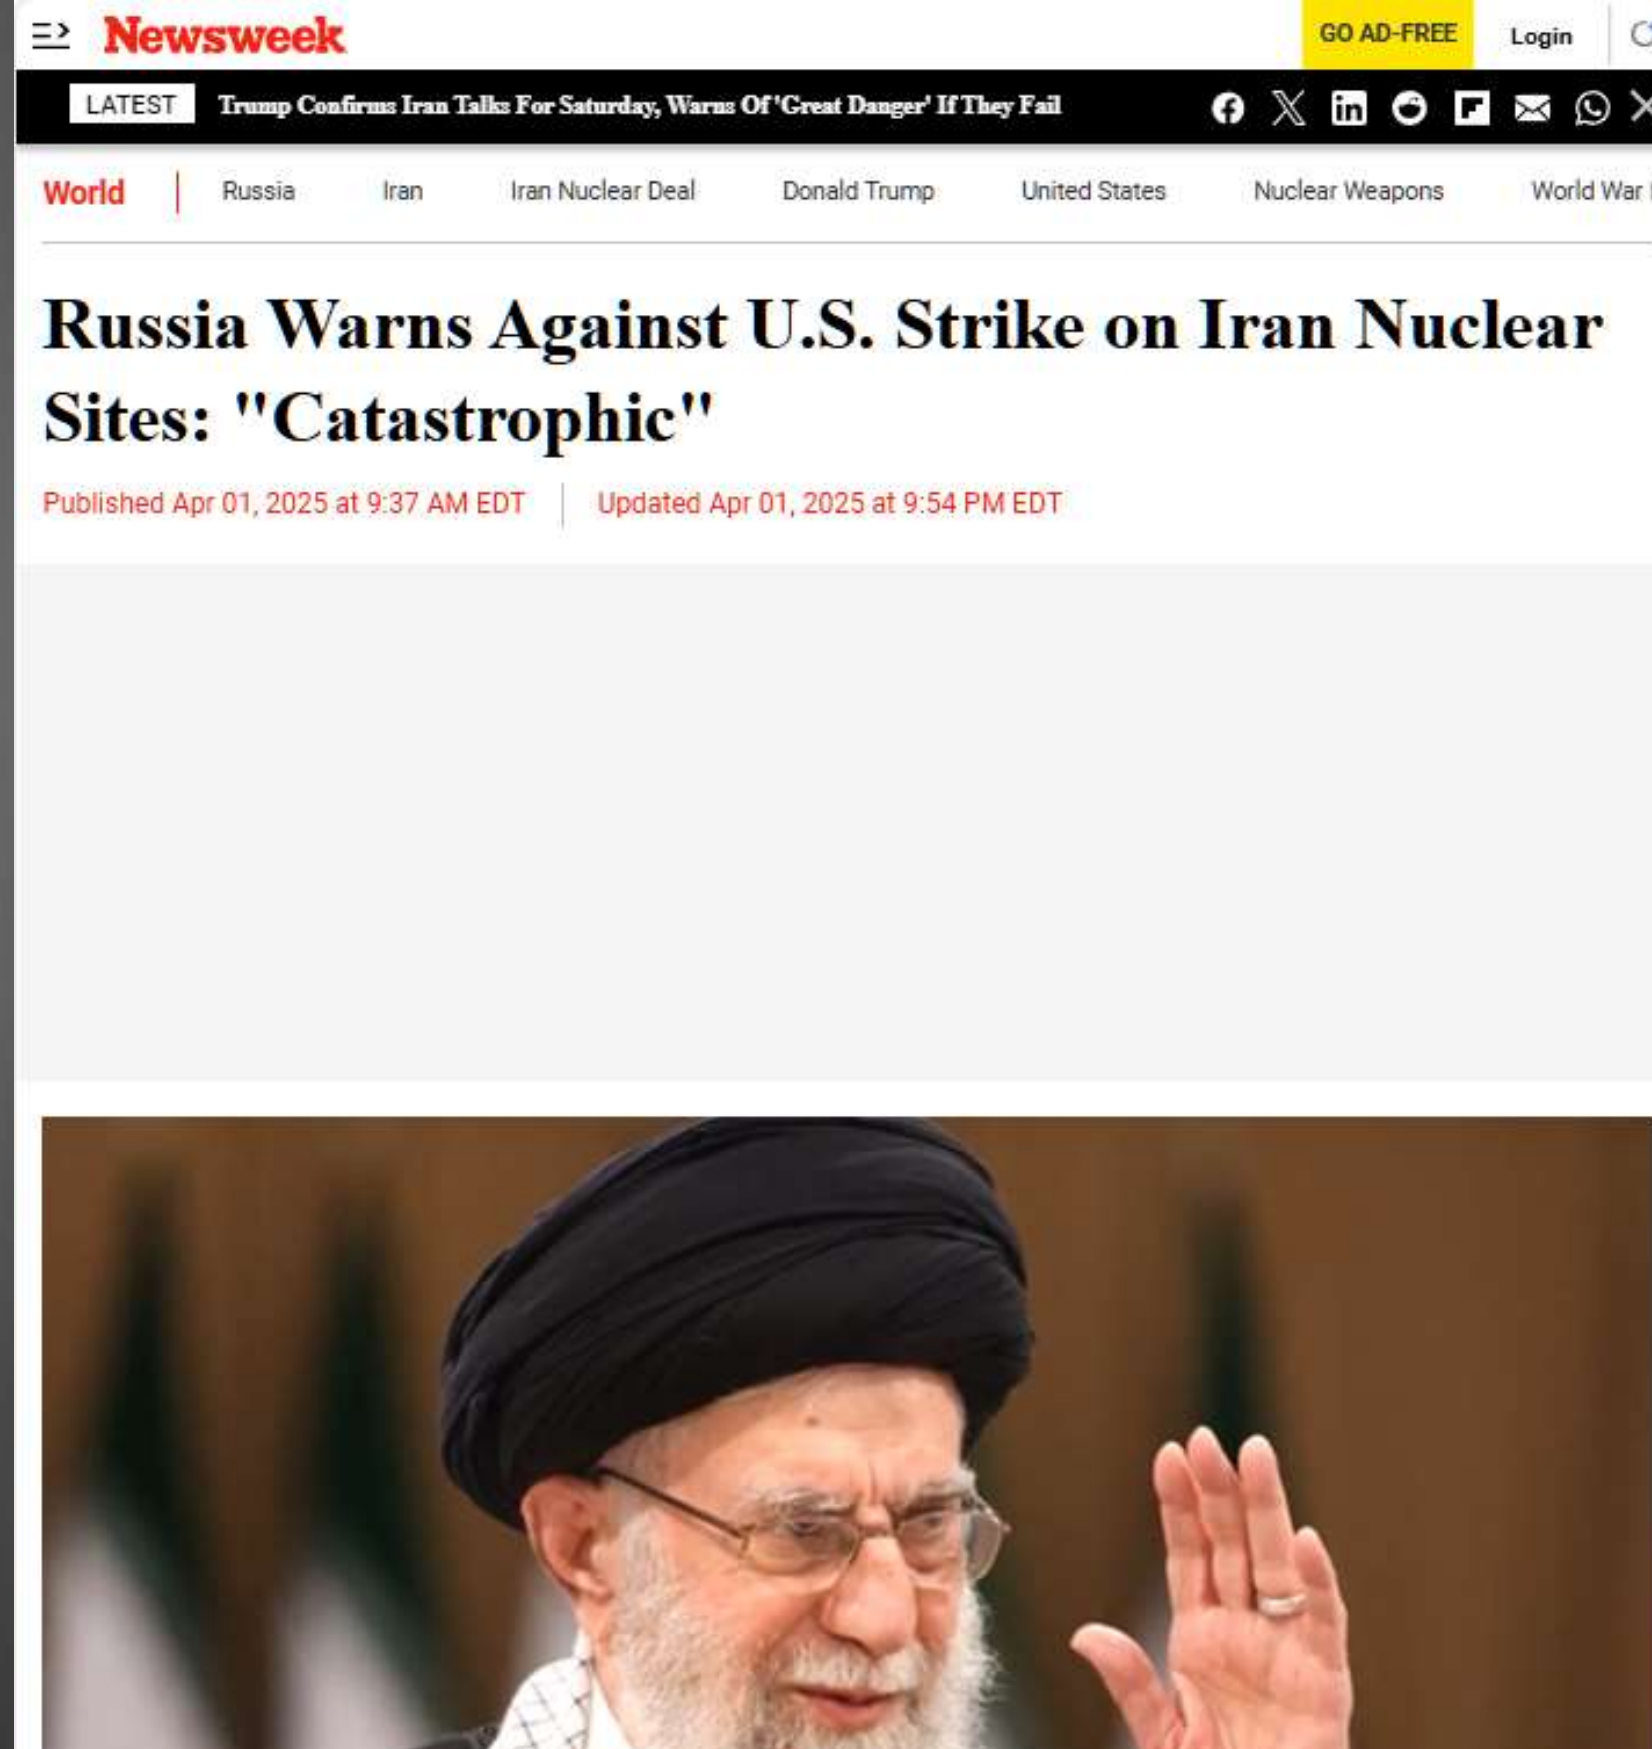 Newsweek
GO AD-FREE
Login
LATEST
Trump Confirms Iran Talks For Saturday, Warns Of 'Great Danger' If They Fail
World
Russia
Iran
Iran Nuclear Deal
Donald Trump
United States
Nuclear Weapons
World War
Russia Warns Against U.S. Strike on Iran Nuclear
Sites: "Catastrophic"
Published Apr 01, 2025 at 9:37 AM EDT
Updated Apr 01, 2025 at 9:54 PM EDT